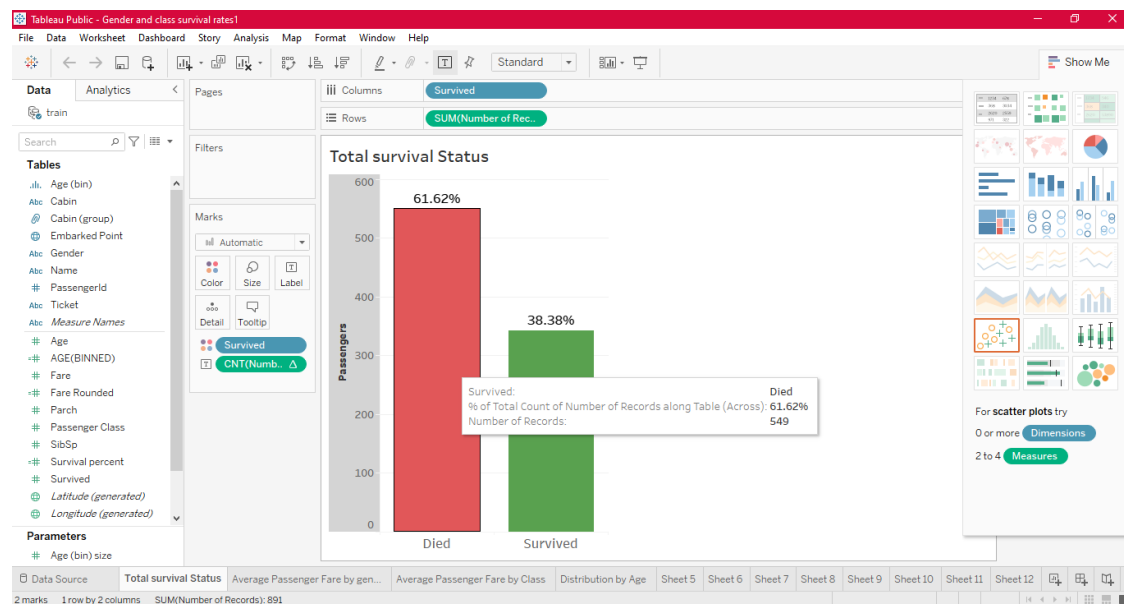 Tableau Public - Gender and class survival rates1
File Data Worksheet Dashboard Story Analysis Map Format Window Help
Standard
Show Me
Data Analytics
train
Search
Tables
Age (bin)
Abc Cabin
Cabin (group)
Embarked Point
Abc Gender
Abc Name
# PassengerId
Abc Ticket
Abc Measure Names
# Age
=# AGE(BINNED)
# Fare
=# Fare Rounded
# Parch
# Passenger Class
# SibSp
=# Survival percent
# Survived
Latitude (generated)
Longitude (generated)
Parameters
# Age (bin) size
Pages
Filters
Marks
Automatic
Color Size Label
Detail Tooltip
Survived
CNT(Numb.. Δ
Columns Survived
Rows SUM(Number of Rec..
Total survival Status
Passengers
600
500
400
300
200
100
0
61.62%
38.38%
Survived: Died
% of Total Count of Number of Records along Table (Across): 61.62%
Number of Records: 549
Died Survived
For scatter plots try
0 or more Dimensions
2 to 4 Measures
Data Source Total survival Status Average Passenger Fare by gen... Average Passenger Fare by Class Distribution by Age Sheet 5 Sheet 6 Sheet 7 Sheet 8 Sheet 9 Sheet 10 Sheet 11 Sheet 12
2 marks 1 row by 2 columns SUM(Number of Records): 891